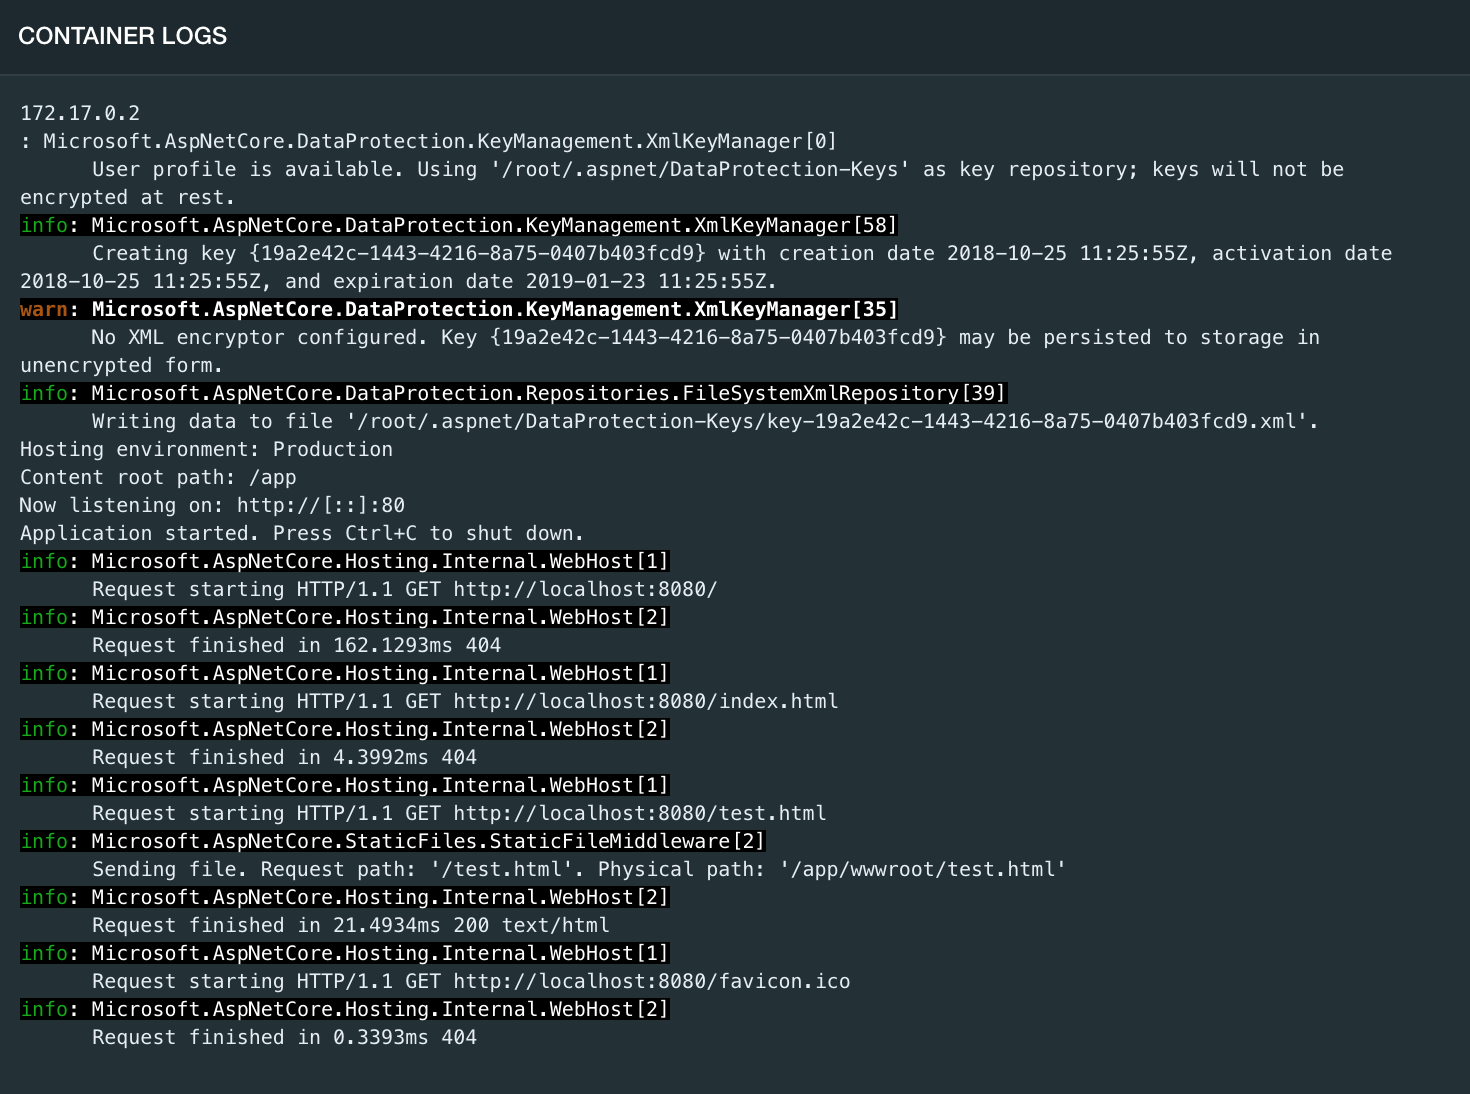 CONTAINER LOGS
172.17.0.2
: Microsoft.AspNetCore.DataProtection.KeyManagement.XmlKeyManager[0]
User profile is available. Using '/root/.aspnet/DataProtection-Keys' as key repository; keys will not be
encrypted at rest.
info: Microsoft.AspNetCore.DataProtection.KeyManagement.XmlKeyManager[58]
Creating key {19a2e42c-1443-4216-8a75-0407b403fcd9} with creation date 2018-10-25 11:25:55Z, activation date
2018-10-25 11:25:55Z, and expiration date 2019-01-23 11:25:55Z.
warn: Microsoft.AspNetCore.DataProtection.KeyManagement.XmlKeyManager[35]
No XML encryptor configured. Key {19a2e42c-1443-4216-8a75-0407b403fcd9} may be persisted to storage in
unencrypted form.
info: Microsoft.AspNetCore.DataProtection.Repositories.FileSystemXmlRepository[39]
Writing data to file '/root/.aspnet/DataProtection-Keys/key-19a2e42c-1443-4216-8a75-0407b403fcd9.xml'.
Hosting environment: Production
Content root path: /app
Now listening on: http://[::]:80
Application started. Press Ctrl+C to shut down.
info: Microsoft.AspNetCore.Hosting.Internal.WebHost[1]
Request starting HTTP/1.1 GET http://localhost:8080/
info: Microsoft.AspNetCore.Hosting.Internal.WebHost[2]
Request finished in 162.1293ms 404
info: Microsoft.AspNetCore.Hosting.Internal.WebHost[1]
Request starting HTTP/1.1 GET http://localhost:8080/index.html
info: Microsoft.AspNetCore.Hosting.Internal.WebHost[2]
Request finished in 4.3992ms 404
info: Microsoft.AspNetCore.Hosting.Internal.WebHost[1]
Request starting HTTP/1.1 GET http://localhost:8080/test.html
info: Microsoft.AspNetCore.StaticFiles.StaticFileMiddleware[2]
Sending file. Request path: '/test.html'. Physical path: '/app/wwwroot/test.html'
info: Microsoft.AspNetCore.Hosting.Internal.WebHost[2]
Request finished in 21.4934ms 200 text/html
info: Microsoft.AspNetCore.Hosting.Internal.WebHost[1]
Request starting HTTP/1.1 GET http://localhost:8080/favicon.ico
info: Microsoft.AspNetCore.Hosting.Internal.WebHost[2]
Request finished in 0.3393ms 404